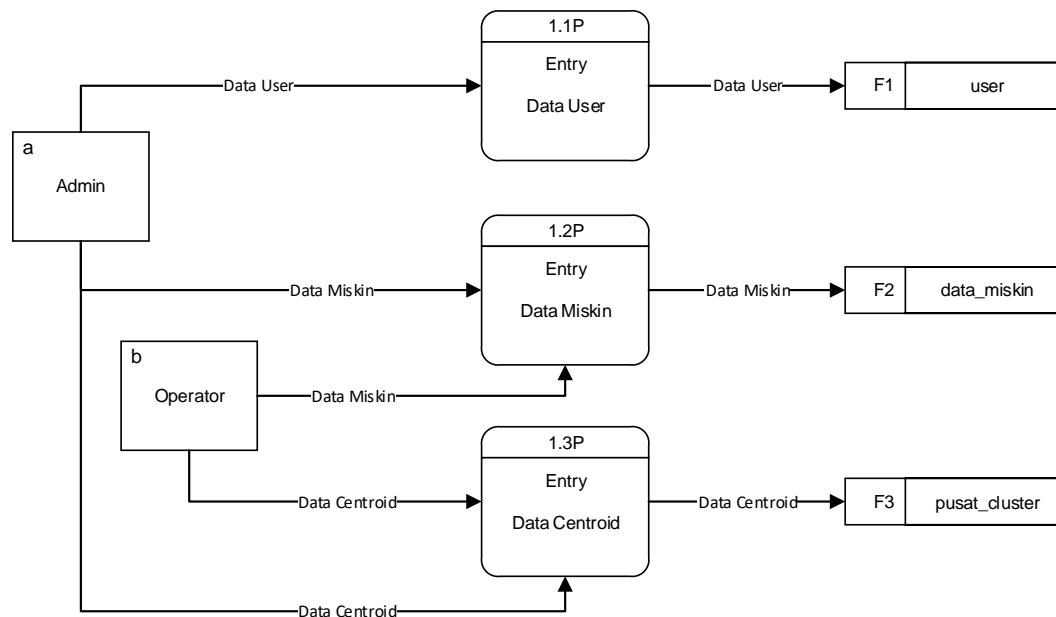 1.1P
Entry
Data User
Data User
Data User
F1
user
a
Admin
1.2P
Entry
Data Miskin
Data Miskin
Data Miskin
F2
data_miskin
b
Operator
Data Miskin
1.3P
Entry
Data Centroid
Data Centroid
Data Centroid
F3
pusat_cluster
Data Centroid